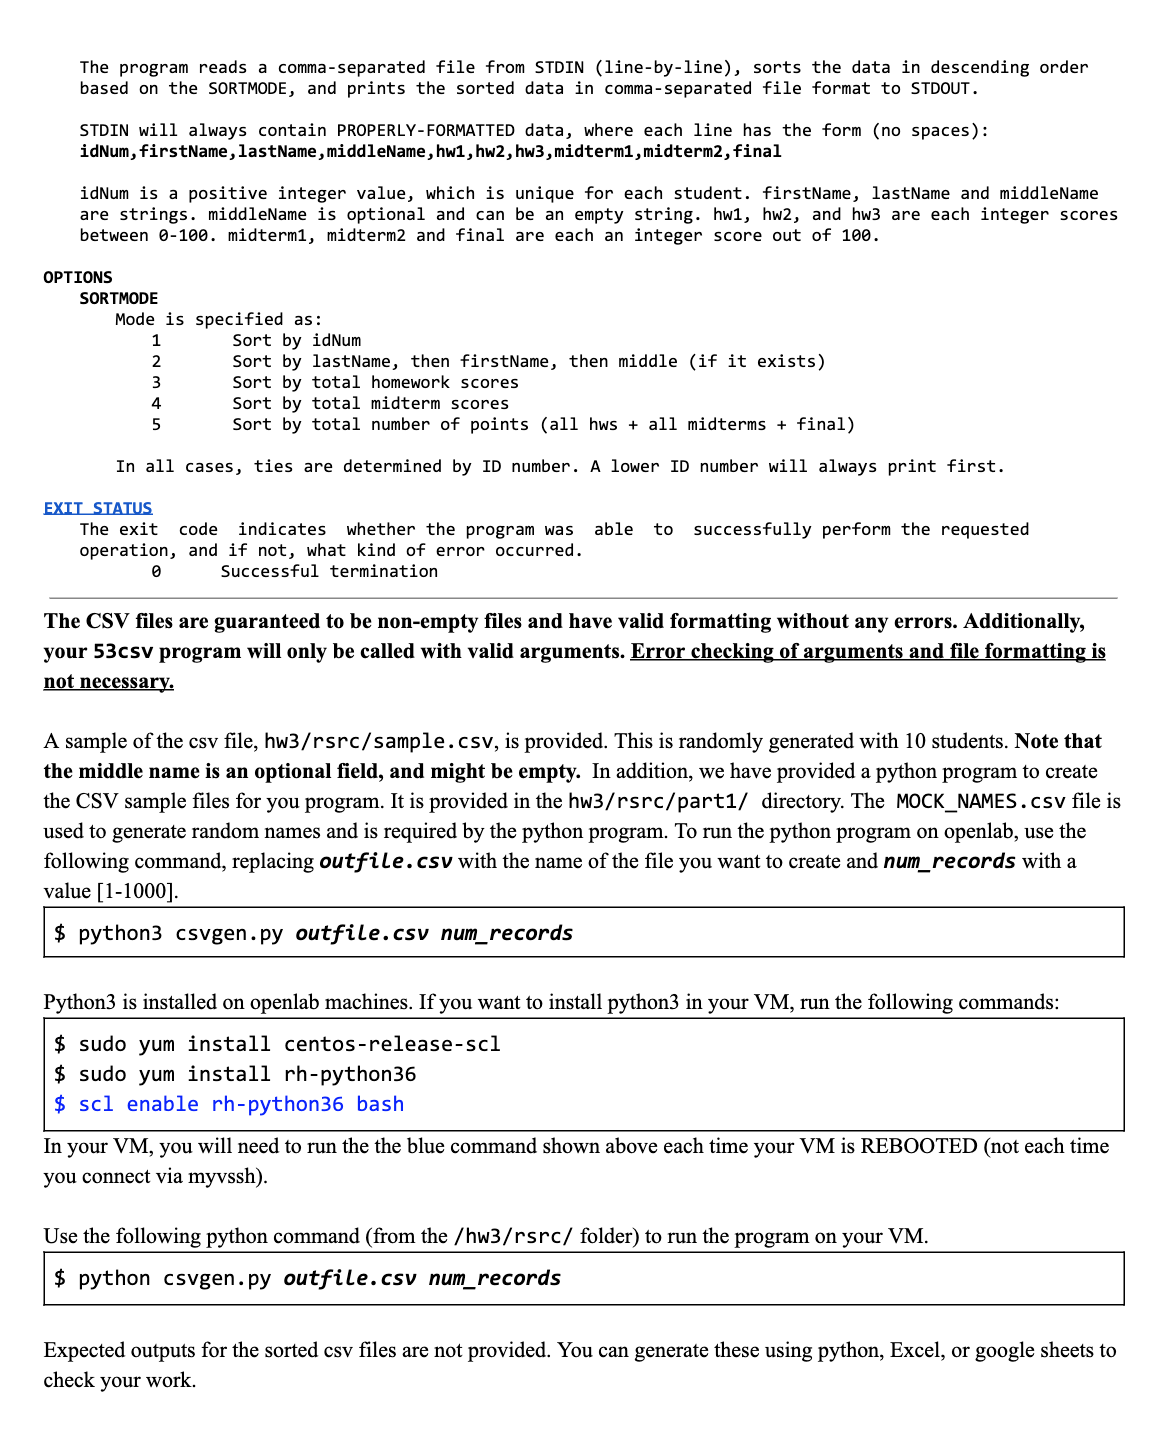 The program reads a comma-separated file from STDIN (line-by-line), sorts the data in descending order
based on the SORTMODE, and prints the sorted data in comma-separated file format to STDOUT.
STDIN will always contain PROPERLY-FORMATTED data, where each line has the form (no spaces):
idNum,firstName,lastName,middleName,hw1,hw2,hw3,midterm1,midterm2,final
idNum is a positive integer value, which is unique for each student. firstName, lastName and middleName
are strings. middleName is optional and can be an empty string. hw1, hw2, and hw3 are each integer scores
between 0-100. midterm1, midterm2 and final are each an integer score out of 100.
OPTIONS
SORTMODE
Mode is specified as:
1 Sort by idNum
2 Sort by lastName, then firstName, then middle (if it exists)
3 Sort by total homework scores
4 Sort by total midterm scores
5 Sort by total number of points (all hws + all midterms + final)
In all cases, ties are determined by ID number. A lower ID number will always print first.
EXIT STATUS
The exit code indicates whether the program was able to successfully perform the requested
operation, and if not, what kind of error occurred.
0 Successful termination
The CSV files are guaranteed to be non-empty files and have valid formatting without any errors. Additionally,
your 53csv program will only be called with valid arguments. Error checking of arguments and file formatting is
not necessary.
A sample of the csv file, hw3/rsrc/sample.csv, is provided. This is randomly generated with 10 students. Note that
the middle name is an optional field, and might be empty. In addition, we have provided a python program to create
the CSV sample files for you program. It is provided in the hw3/rsrc/part1/ directory. The MOCK_NAMES.csv file is
used to generate random names and is required by the python program. To run the python program on openlab, use the
following command, replacing outfile.csv with the name of the file you want to create and num_records with a
value [1-1000].
$ python3 csvgen.py outfile.csv num_records
Python3 is installed on openlab machines. If you want to install python3 in your VM, run the following commands:
$ sudo yum install centos-release-scl
$ sudo yum install rh-python36
$ scl enable rh-python36 bash
In your VM, you will need to run the the blue command shown above each time your VM is REBOOTED (not each time
you connect via myvssh).
Use the following python command (from the /hw3/rsrc/ folder) to run the program on your VM.
$ python csvgen.py outfile.csv num_records
Expected outputs for the sorted csv files are not provided. You can generate these using python, Excel, or google sheets to
check your work.